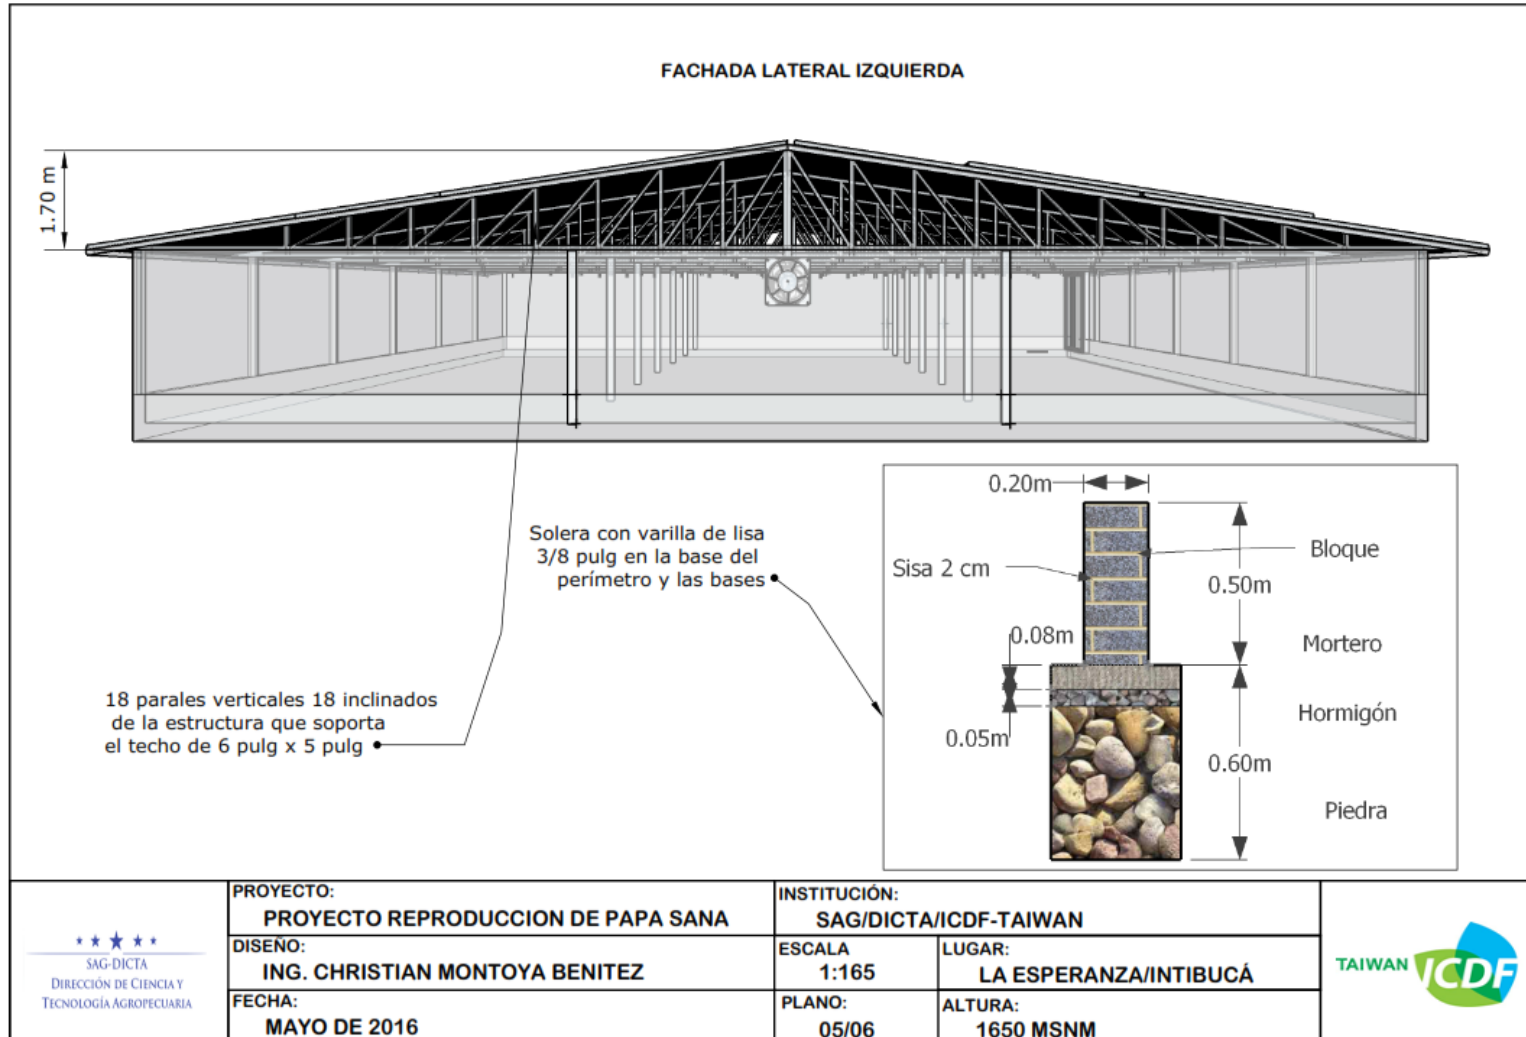 FACHADA LATERAL IZQUIERDA
1.70 m
Solera con varilla de lisa
3/8 pulg en la base del
perímetro y las bases
18 parales verticales 18 inclinados
de la estructura que soporta
el techo de 6 pulg x 5 pulg
0.20m
Sisa 2 cm
Bloque
0.50m
0.08m
Mortero
Hormigón
0.05m
0.60m
Piedra
SAG-DICTA
DIRECCIÓN DE CIENCIA Y
TECNOLOGÍA AGROPECUARIA
PROYECTO:
PROYECTO REPRODUCCION DE PAPA SANA
INSTITUCIÓN:
SAG/DICTA/ICDF-TAIWAN
DISEÑO:
ING. CHRISTIAN MONTOYA BENITEZ
ESCALA
1:165
LUGAR:
LA ESPERANZA/INTIBUCÁ
FECHA:
MAYO DE 2016
PLANO:
05/06
ALTURA:
1650 MSNM
TAIWAN ICDF